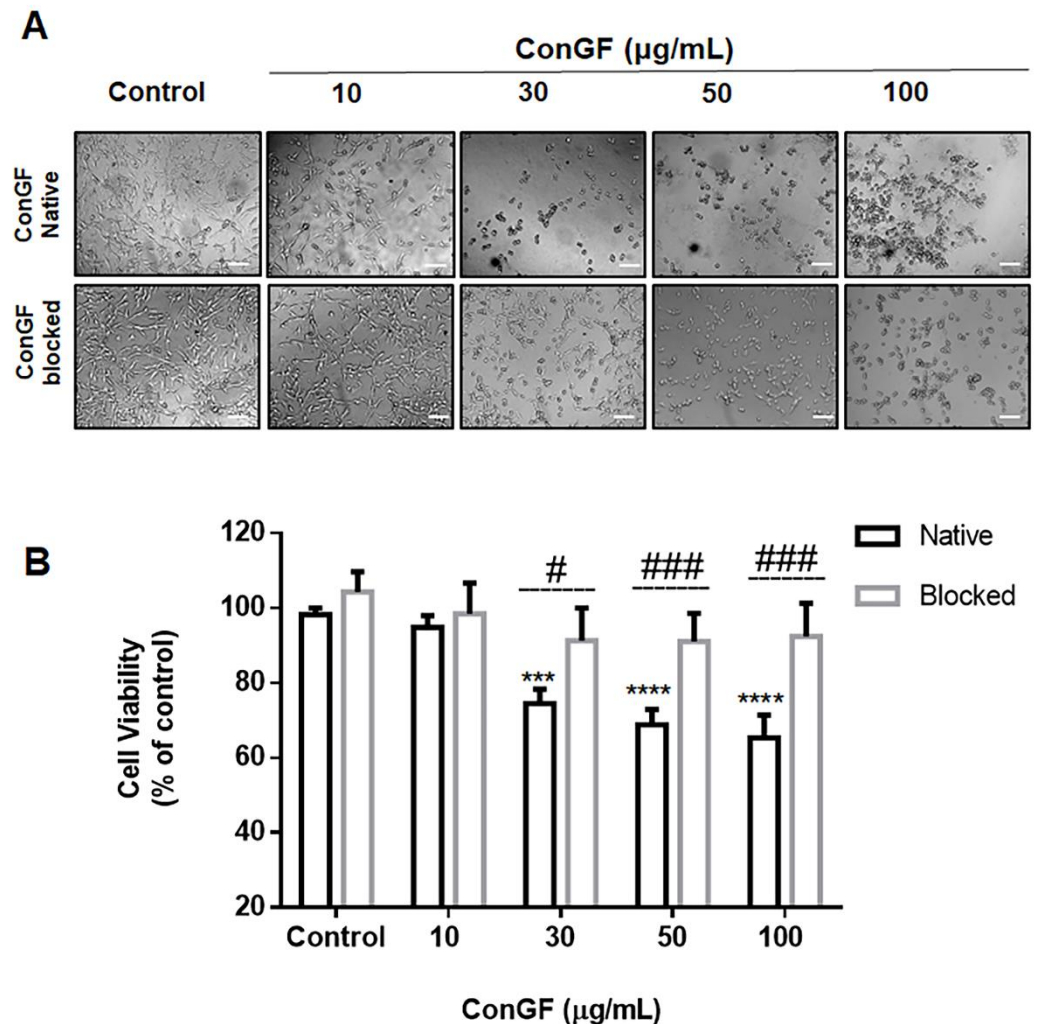 A
ConGF (µg/mL)
Control 10 30 50 100
ConGF
Native
ConGF
blocked
B
120
100
80
60
40
20
Cell Viability
(% of control)
# ### ###
*** **** ****
Native
Blocked
Control 10 30 50 100
ConGF (µg/mL)